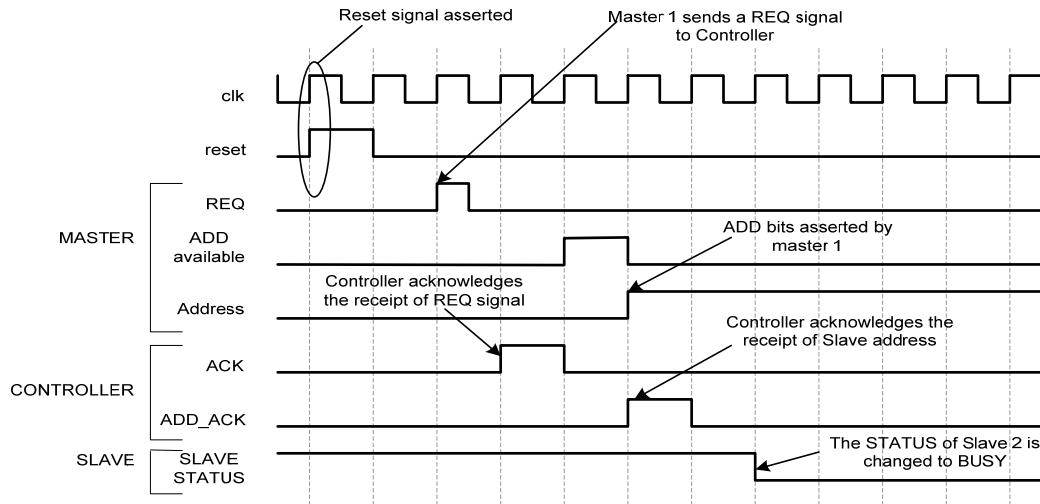 Reset signal asserted
Master 1 sends a REQ signal
to Controller
clk
reset
REQ
MASTER
ADD
available
ADD bits asserted by
master 1
Controller acknowledges
the receipt of REQ signal
Address
Controller acknowledges the
receipt of Slave address
ACK
CONTROLLER
ADD_ACK
SLAVE
SLAVE
STATUS
The STATUS of Slave 2 is
changed to BUSY